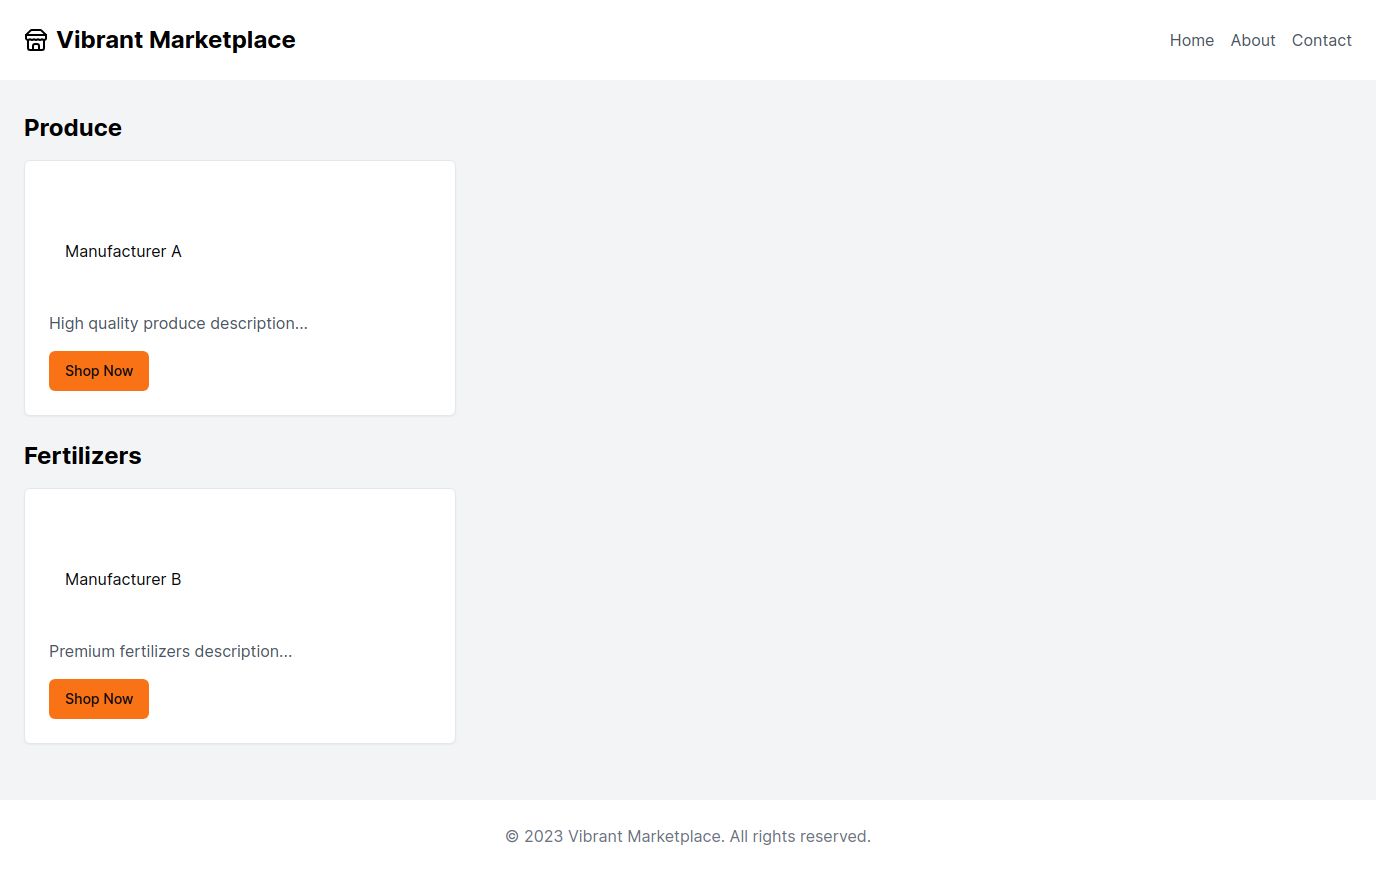 Vibrant Marketplace
Home About Contact
Produce
Manufacturer A
High quality produce description...
Shop Now
Fertilizers
Manufacturer B
Premium fertilizers description...
Shop Now
© 2023 Vibrant Marketplace. All rights reserved.